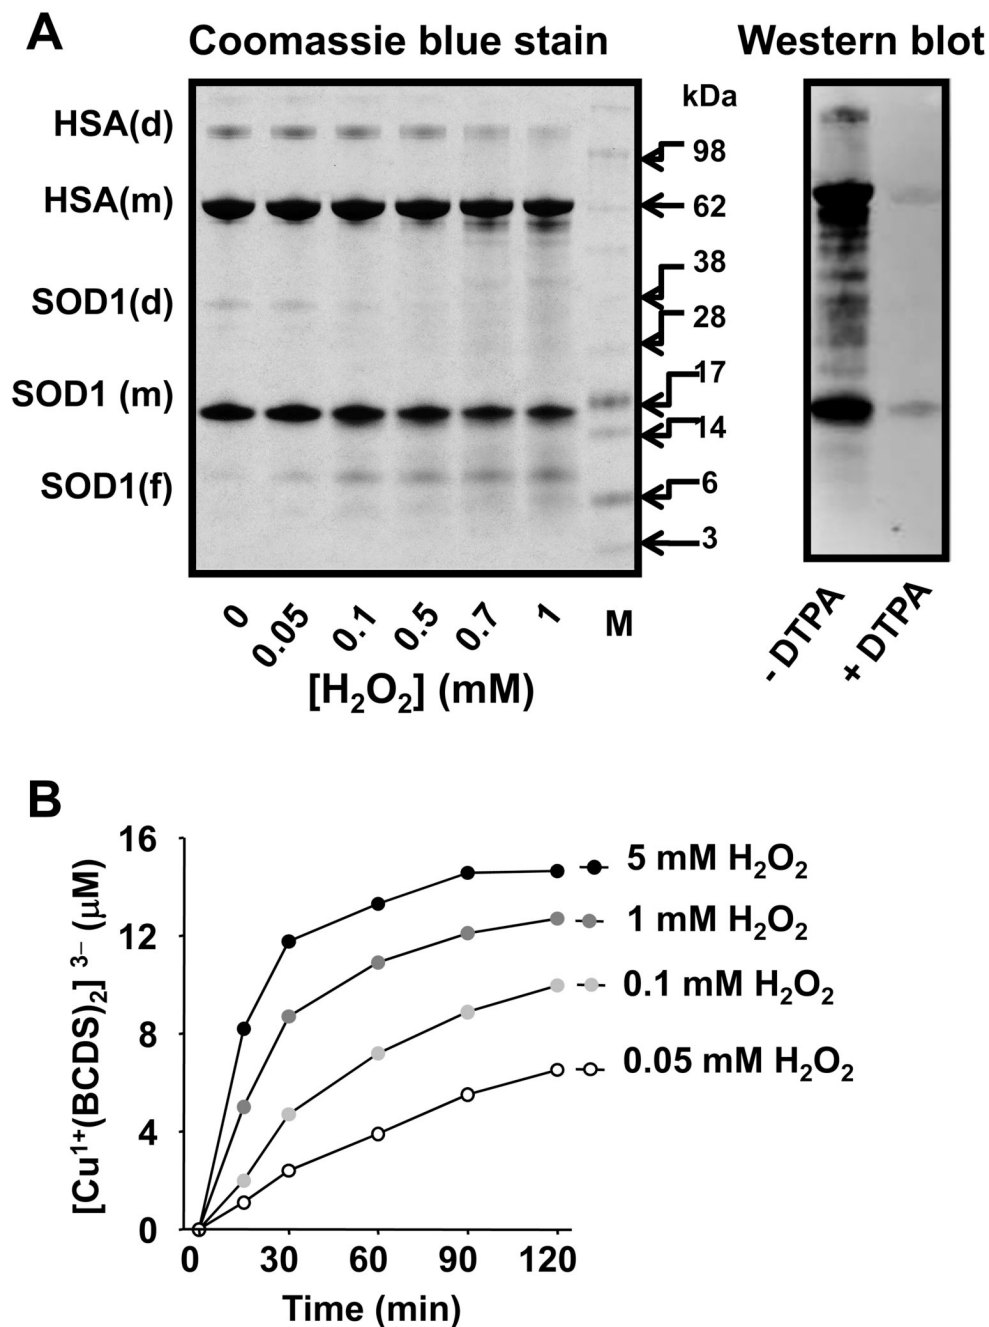 A
Coomassie blue stain
Western blot
kDa
HSA(d)
HSA(m)
SOD1(d)
SOD1 (m)
SOD1(f)
98
62
38
28
17
14
6
3
0 0.05 0.1 0.5 0.7 1 M
[H₂O₂] (mM)
- DTPA
+ DTPA
B
[Cu¹⁺(BCDS)₂] ³⁻ (µM)
16
12
8
4
0
5 mM H₂O₂
1 mM H₂O₂
0.1 mM H₂O₂
0.05 mM H₂O₂
0 30 60 90 120
Time (min)